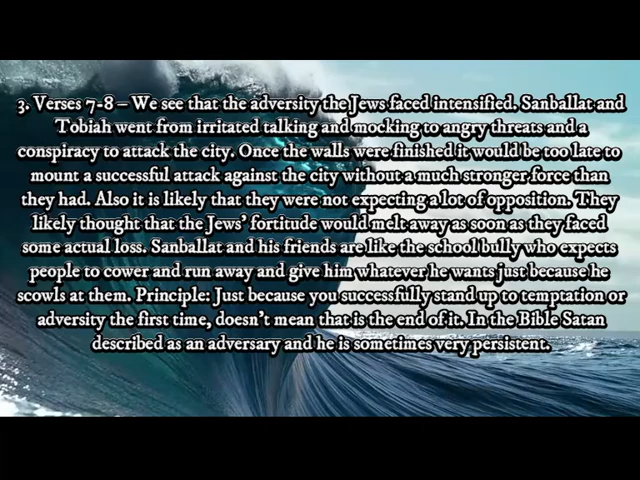 3. Verses 7-8 – We see that the adversity the Jews faced intensified. Sanballat and
Tobiah went from irritated talking and mocking to angry threats and a
conspiracy to attack the city. Once the walls were finished it would be too late to
mount a successful attack against the city without a much stronger force than
they had. Also it is likely that they were not expecting a lot of opposition. They
likely thought that the Jews' fortitude would melt away as soon as they faced
some actual loss. Sanballat and his friends are like the school bully who expects
people to cower and run away and give him whatever he wants just because he
scowls at them. Principle: Just because you successfully stand up to temptation or
adversity the first time, doesn't mean that is the end of it. In the Bible Satan
described as an adversary and he is sometimes very persistent.